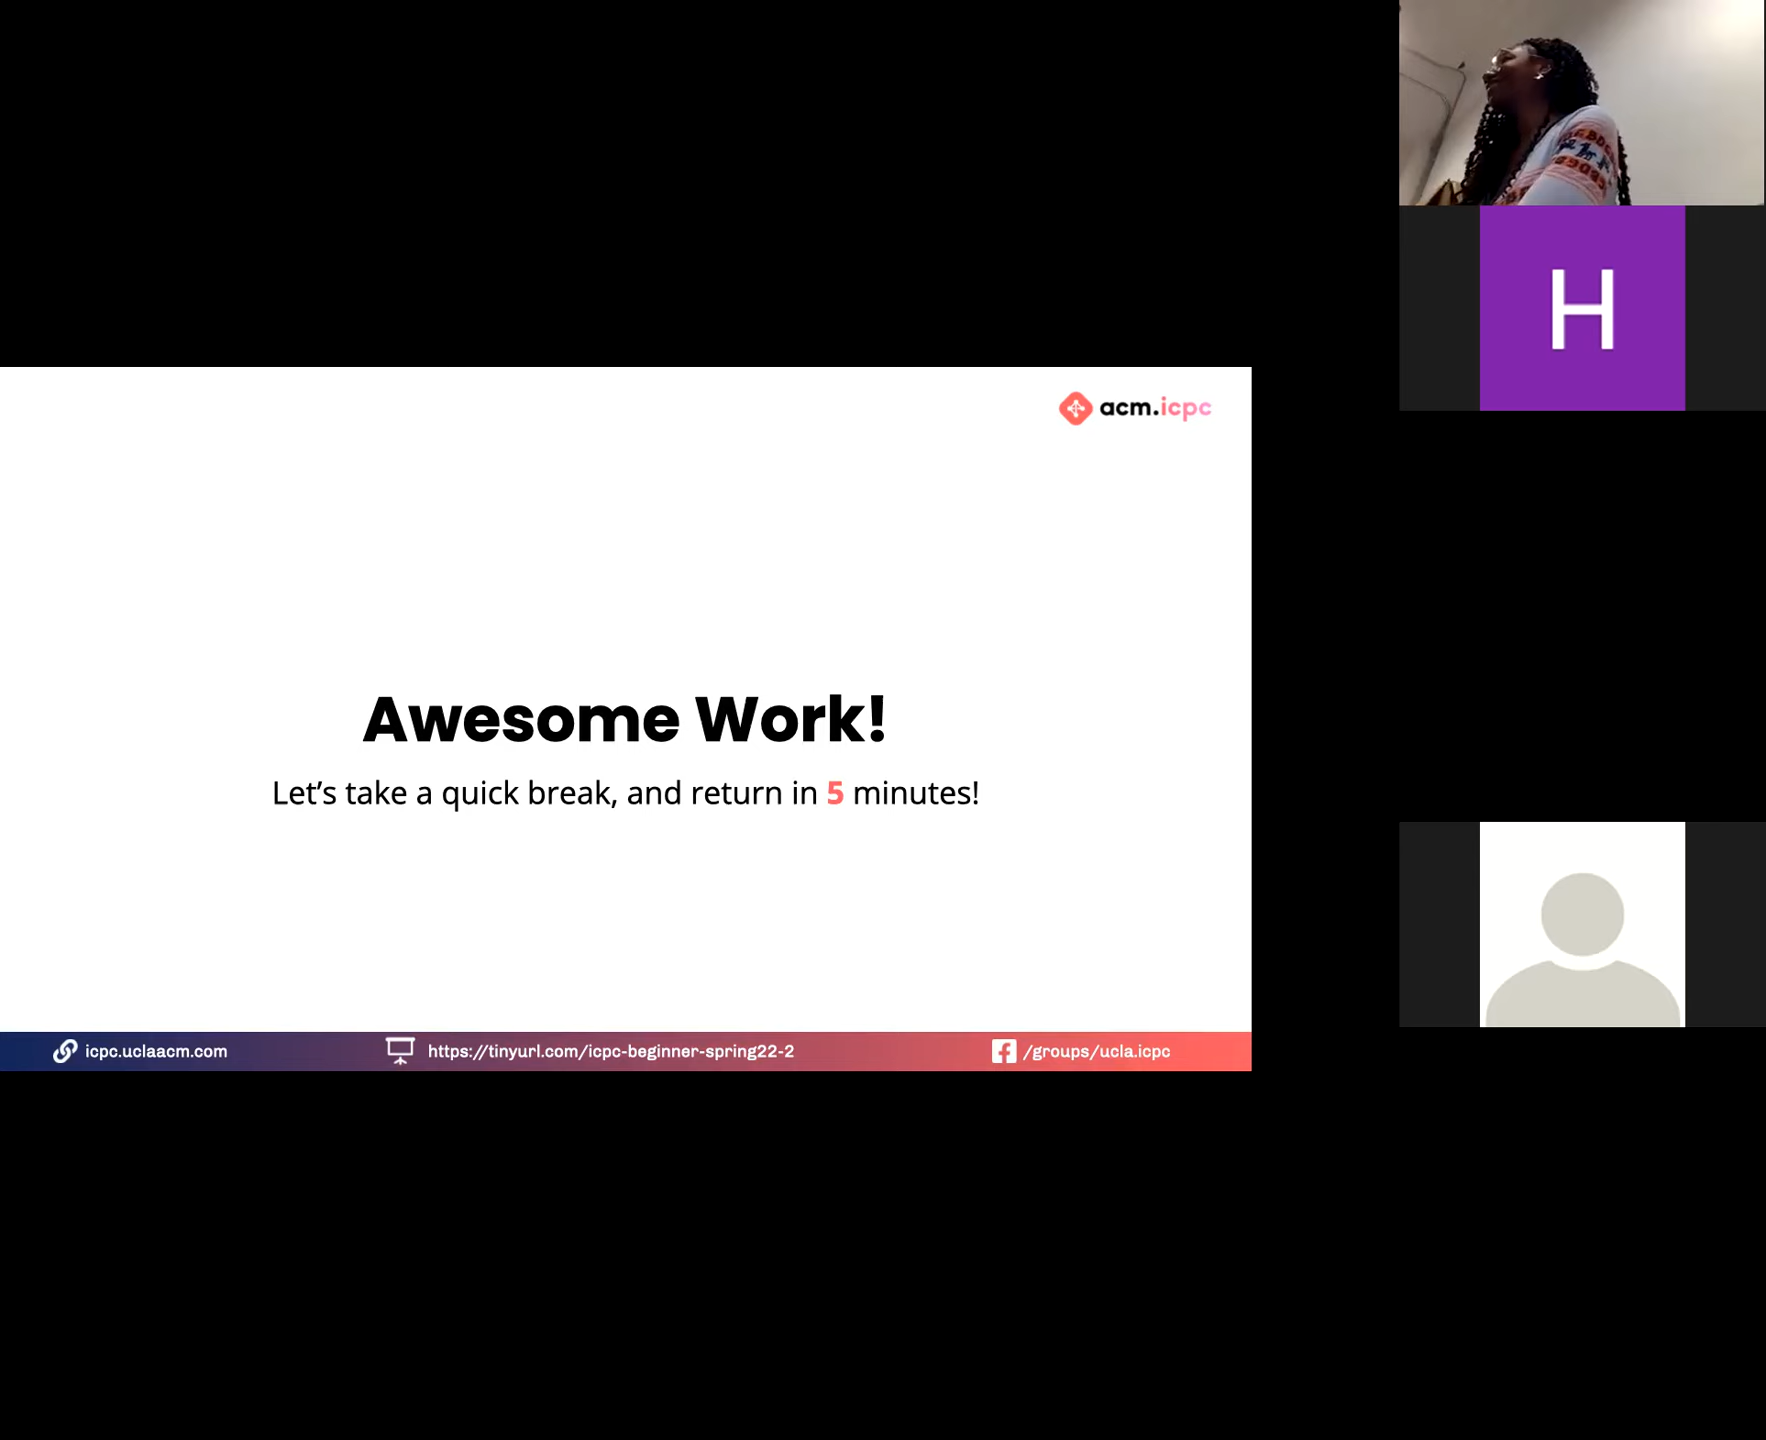 H
acm.icpc
Awesome Work!
Let's take a quick break, and return in 5 minutes!
icpc.uclaacm.com
https://tinyurl.com/icpc-beginner-spring22-2
/groups/ucla.icpc